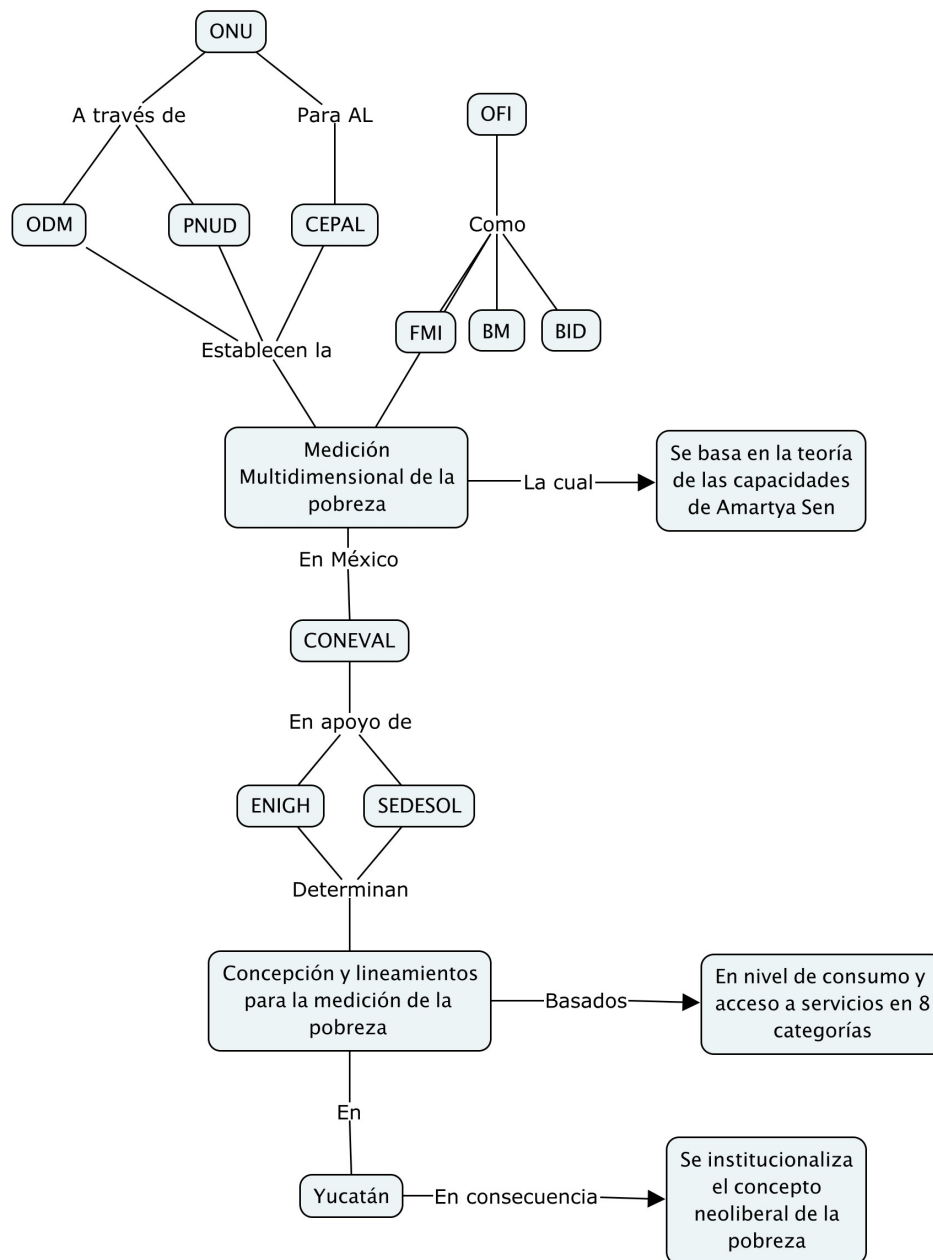 ONU
A través de
Para AL
OFI
ODM
PNUD
CEPAL
Como
Establecen la
FMI
BM
BID
Medición
Multidimensional de la
pobreza
La cual
Se basa en la teoría
de las capacidades
de Amartya Sen
En México
CONEVAL
En apoyo de
ENIGH
SEDESOL
Determinan
Concepción y lineamientos
para la medición de la
pobreza
Basados
En nivel de consumo y
acceso a servicios en 8
categorías
En
Yucatán
En consecuencia
Se institucionaliza
el concepto
neoliberal de la
pobreza